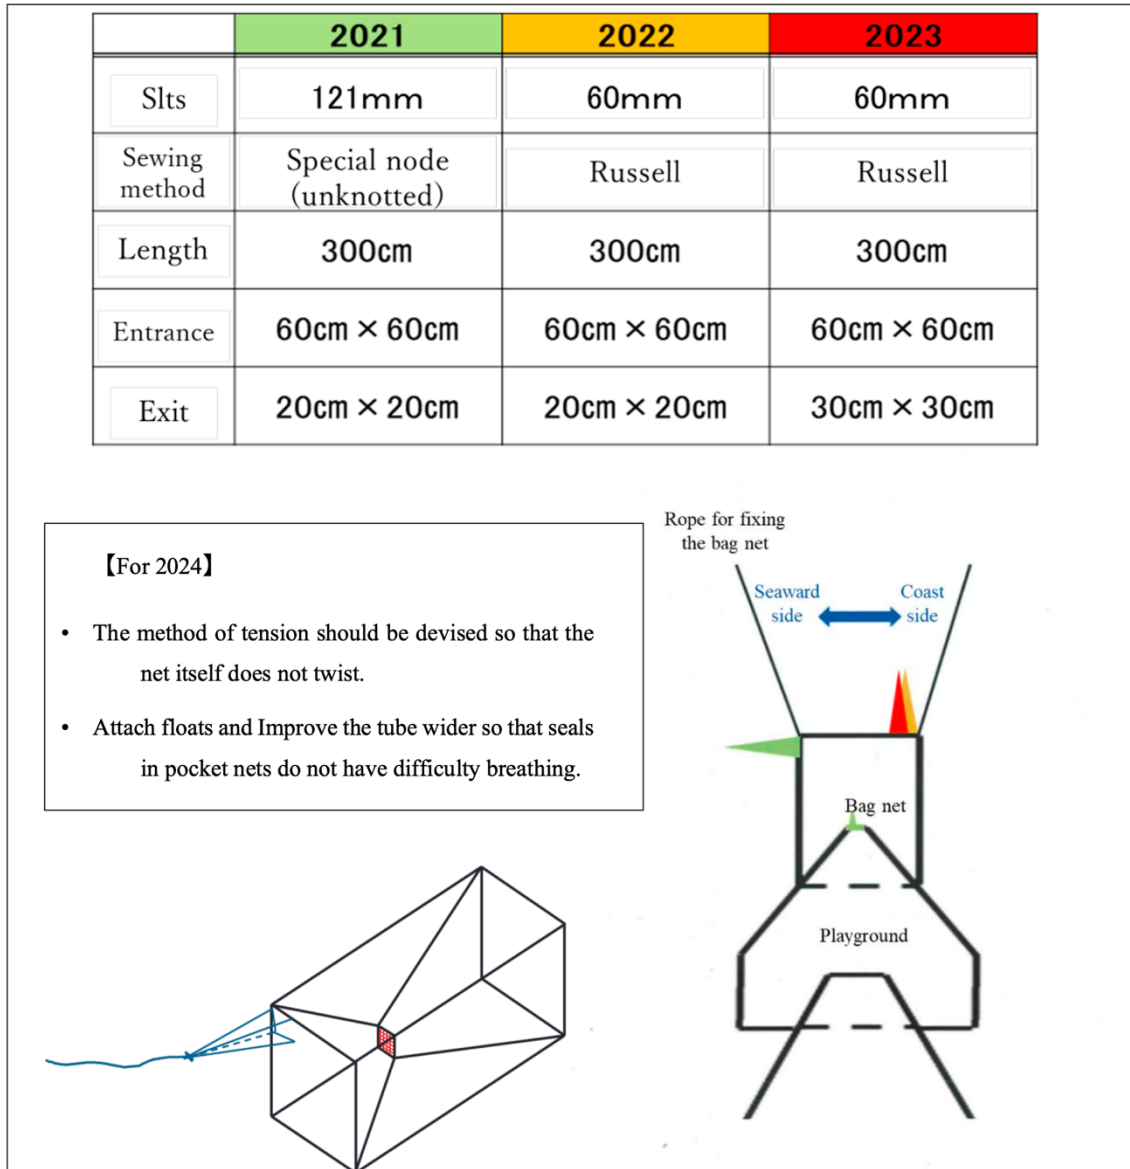 2021 2022 2023
Slts 121mm 60mm 60mm
Sewing method Special node (unknotted) Russell Russell
Length 300cm 300cm 300cm
Entrance 60cm × 60cm 60cm × 60cm 60cm × 60cm
Exit 20cm × 20cm 20cm × 20cm 30cm × 30cm
【For 2024】
• The method of tension should be devised so that the
net itself does not twist.
• Attach floats and Improve the tube wider so that seals
in pocket nets do not have difficulty breathing.
Rope for fixing
the bag net
Seaward
side
Coast
side
Bag net
Playground